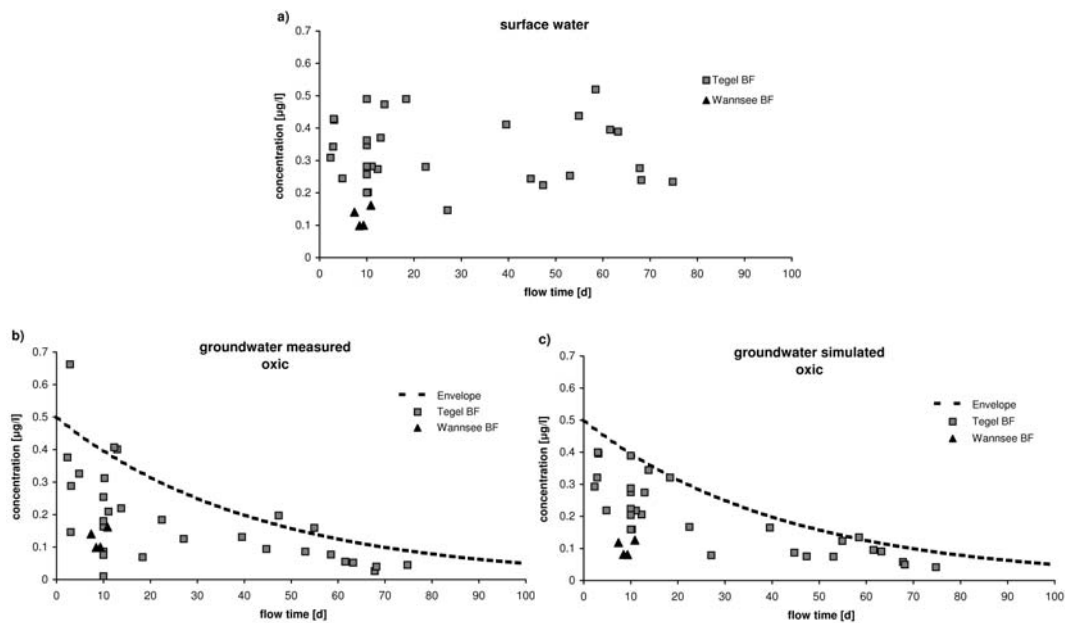 a)
surface water
concentration [µg/l]
0.7
0.6
0.5
0.4
0.3
0.2
0.1
0
0 10 20 30 40 50 60 70 80 90 100
flow time [d]
Tegel BF
Wannsee BF
b)
groundwater measured
oxic
concentration [µg/l]
0.7
0.6
0.5
0.4
0.3
0.2
0.1
0
0 10 20 30 40 50 60 70 80 90 100
flow time [d]
Envelope
Tegel BF
Wannsee BF
c)
groundwater simulated
oxic
concentration [µg/l]
0.7
0.6
0.5
0.4
0.3
0.2
0.1
0
0 10 20 30 40 50 60 70 80 90 100
flow time [d]
Envelope
Tegel BF
Wannsee BF